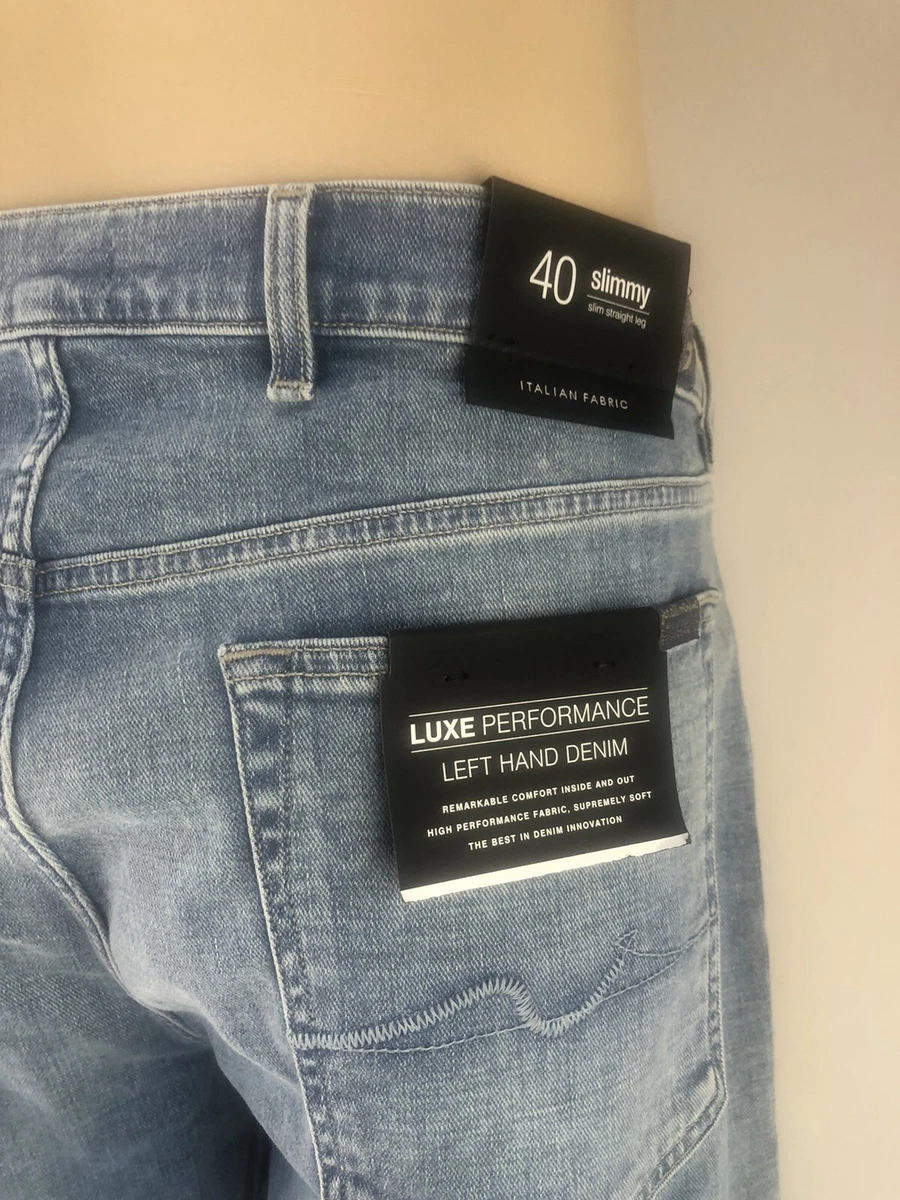 40 slimmy
slim straight leg
ITALIAN FABRIC
LUXE PERFORMANCE
LEFT HAND DENIM
REMARKABLE COMFORT INSIDE AND OUT
HIGH PERFORMANCE FABRIC, SUPREMELY SOFT
THE BEST IN DENIM INNOVATION